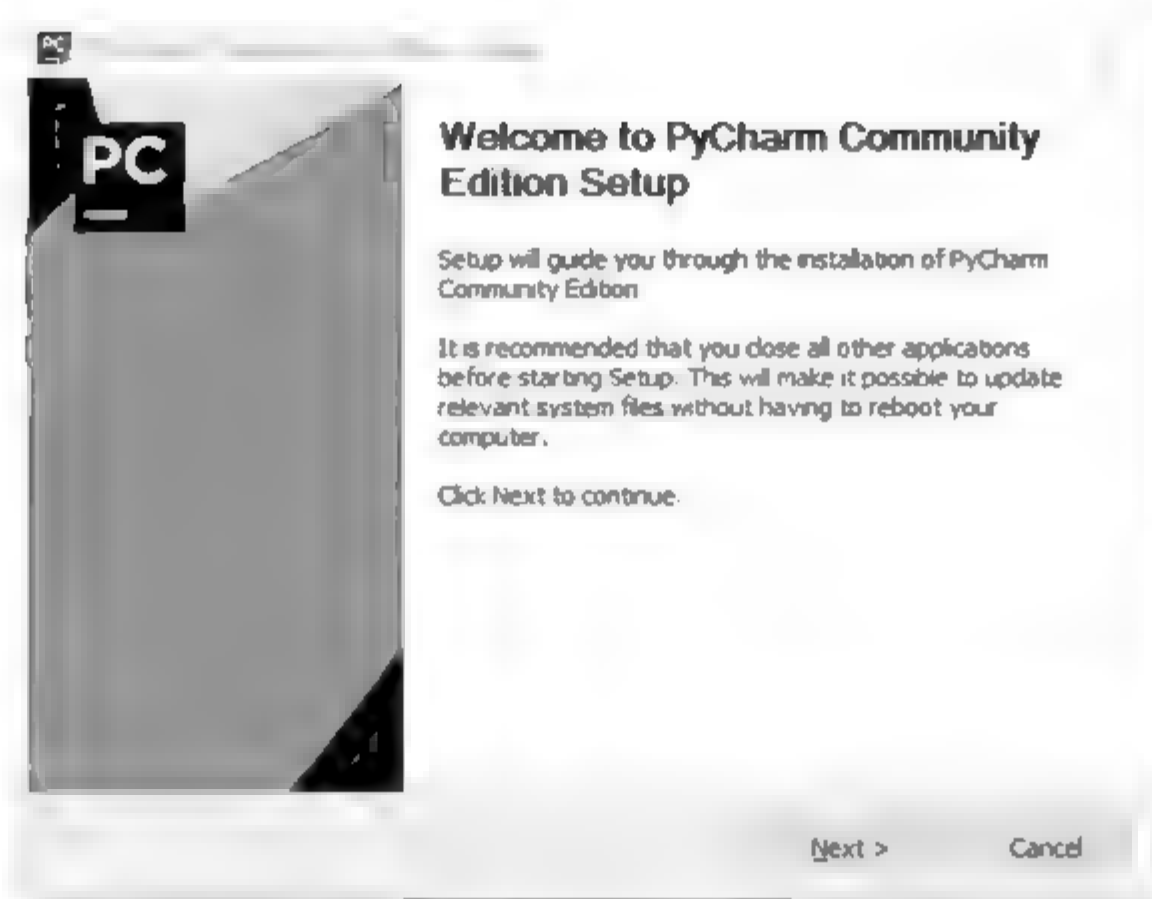 PC
PC
Welcome to PyCharm Community
Edition Setup
Setup will guide you through the installation of PyCharm
Community Edition
It is recommended that you close all other applications
before starting Setup. This will make it possible to update
relevant system files without having to reboot your
computer.
Click Next to continue.
Next >
Cancel